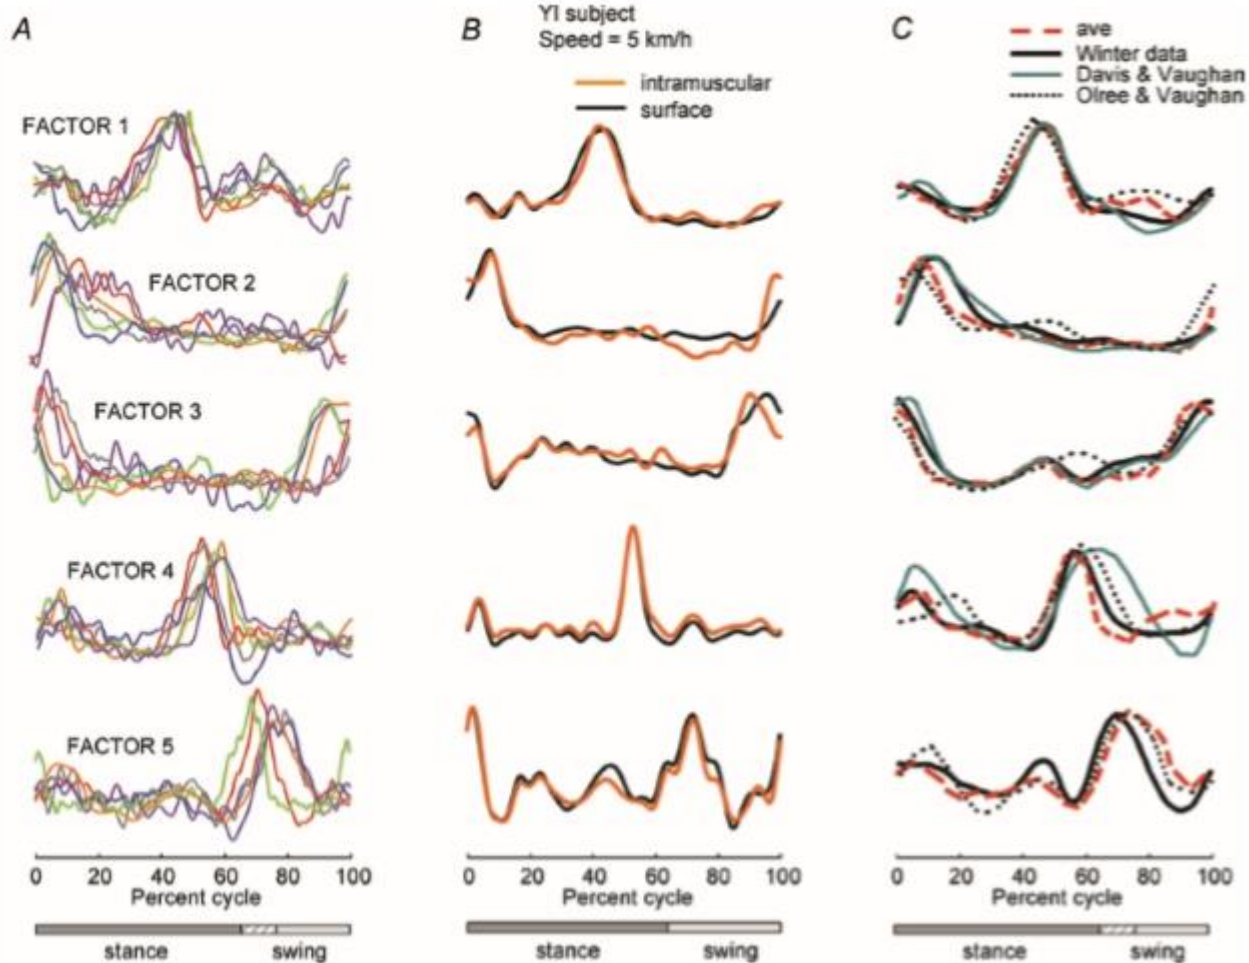 A
FACTOR 1
FACTOR 2
FACTOR 3
FACTOR 4
FACTOR 5
0 20 40 60 80 100
Percent cycle
stance swing
B
YI subject
Speed = 5 km/h
intramuscular
surface
0 20 40 60 80 100
Percent cycle
stance swing
C
ave
Winter data
Davis & Vaughan
Olree & Vaughan
0 20 40 60 80 100
Percent cycle
stance swing